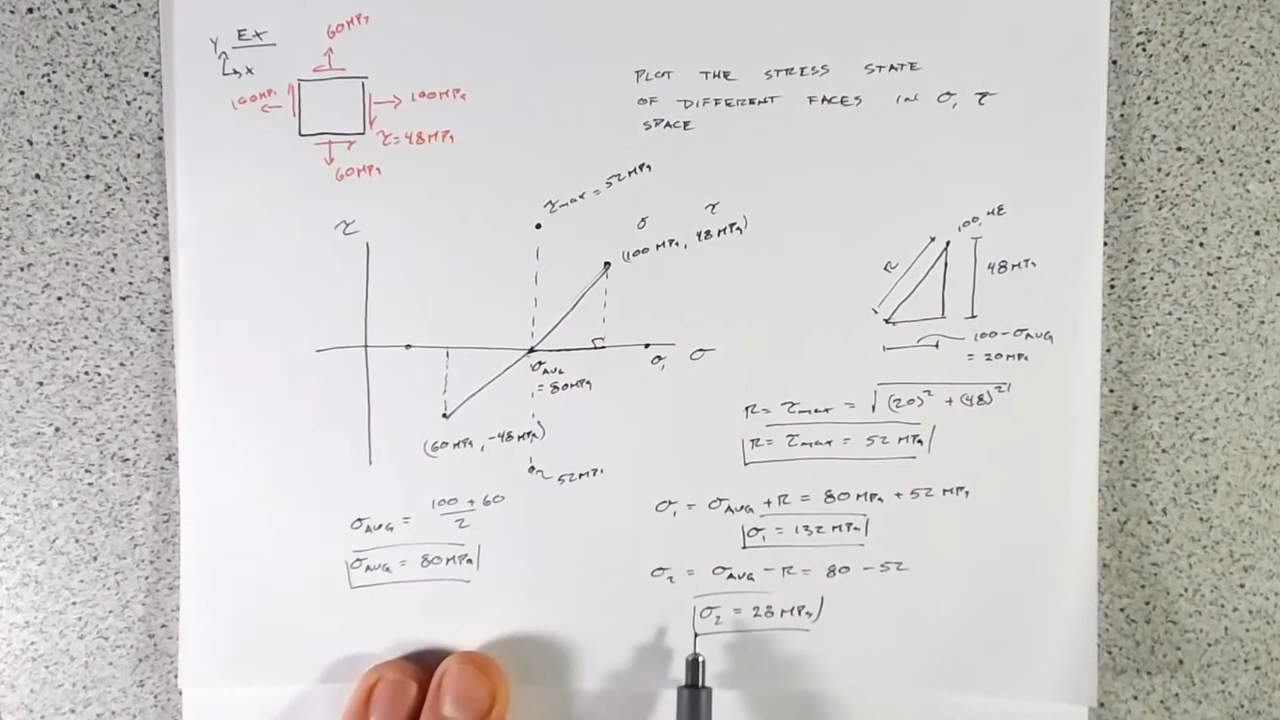 Ex
Y
X
60MPa
100MPa
100MPa
τ=48MPa
60MPa
PLOT THE STRESS STATE
OF DIFFERENT FACES IN σ, τ
SPACE
τmax = 52MPa
τ
σ τ
(100 MPa, 48 MPa)
σAVG
= 80MPa
σ1
σ
(60 MPa, -48 MPa)
52MPa
100, 48
R
48MPa
100-σAVG
= 20MPa
R = τmax = √(20)² + (48)²
R = τmax = 52 MPa
σAVG = 100 + 60
2
σAVG = 80MPa
σ1 = σAVG + R = 80 MPa + 52 MPa
σ1 = 132 MPa
σ2 = σAVG - R = 80 - 52
σ2 = 28 MPa